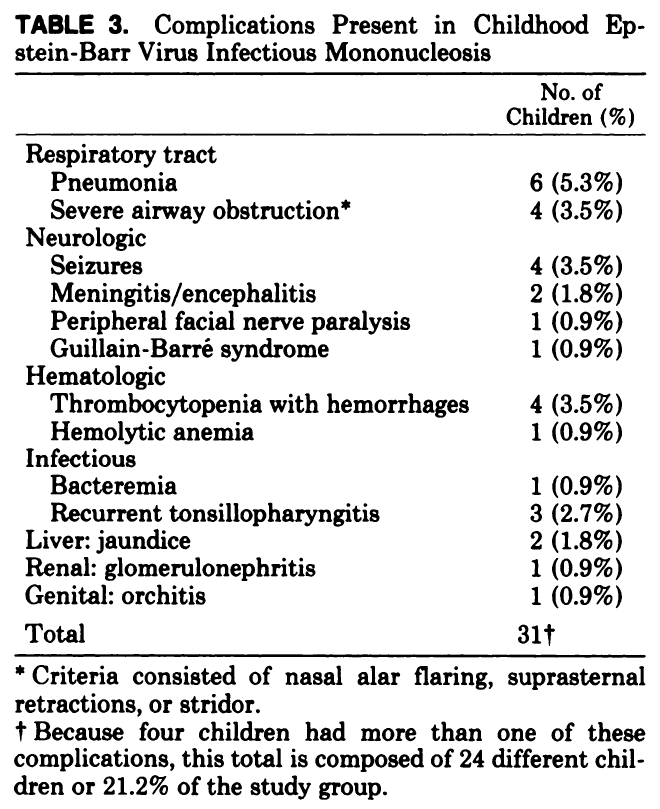 TABLE 3. Complications Present in Childhood Ep-
stein-Barr Virus Infectious Mononucleosis
No. of
Children (%)
Respiratory tract
Pneumonia 6 (5.3%)
Severe airway obstruction* 4 (3.5%)
Neurologic
Seizures 4 (3.5%)
Meningitis/encephalitis 2 (1.8%)
Peripheral facial nerve paralysis 1 (0.9%)
Guillain-Barré syndrome 1 (0.9%)
Hematologic
Thrombocytopenia with hemorrhages 4 (3.5%)
Hemolytic anemia 1 (0.9%)
Infectious
Bacteremia 1 (0.9%)
Recurrent tonsillopharyngitis 3 (2.7%)
Liver: jaundice 2 (1.8%)
Renal: glomerulonephritis 1 (0.9%)
Genital: orchitis 1 (0.9%)
Total 31†
* Criteria consisted of nasal alar flaring, suprasternal
retractions, or stridor.
† Because four children had more than one of these
complications, this total is composed of 24 different chil-
dren or 21.2% of the study group.